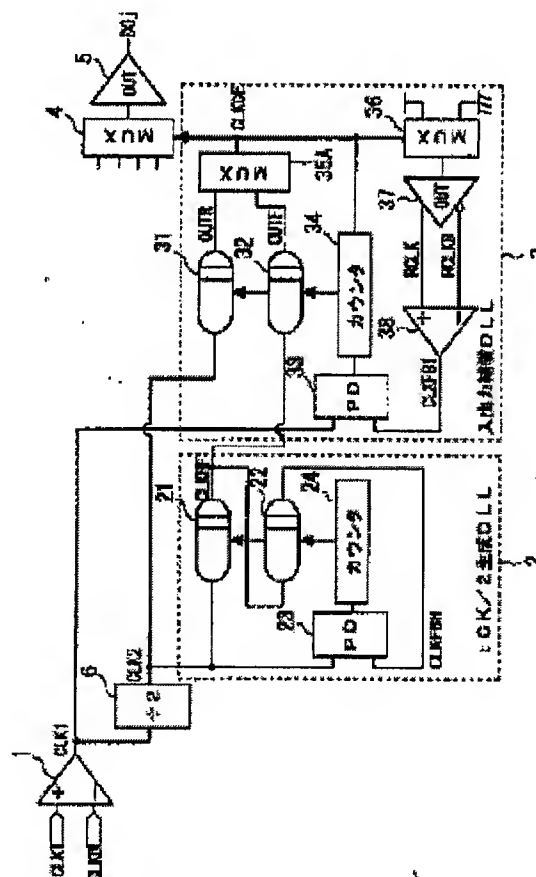 CLKT
CLKB
1
CLK1
6
÷2
CLK2
21
22
24
カウンタ
23
PD
CLKFBH
tCK/2生成DLL
2
31
OUTR
32
OUTF
MUX
35A
CLKOE
34
カウンタ
33
PD
CLKFB1
38
RCLK
RCLKB
37
OUT
36
MUX
入出力補償DLL
3
4
MUX
5
OUT
DQj